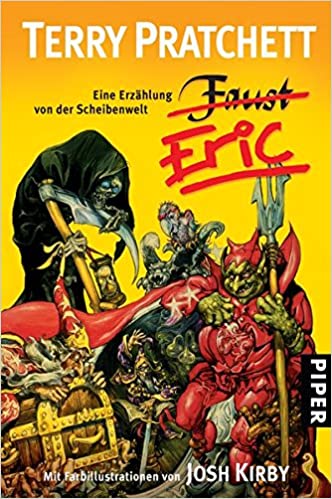 TERRY PRATCHETT
Eine Erzählung
von der Scheibenwelt
Faust
Eric
PIPER
Mit Farbillustrationen von JOSH KIRBY